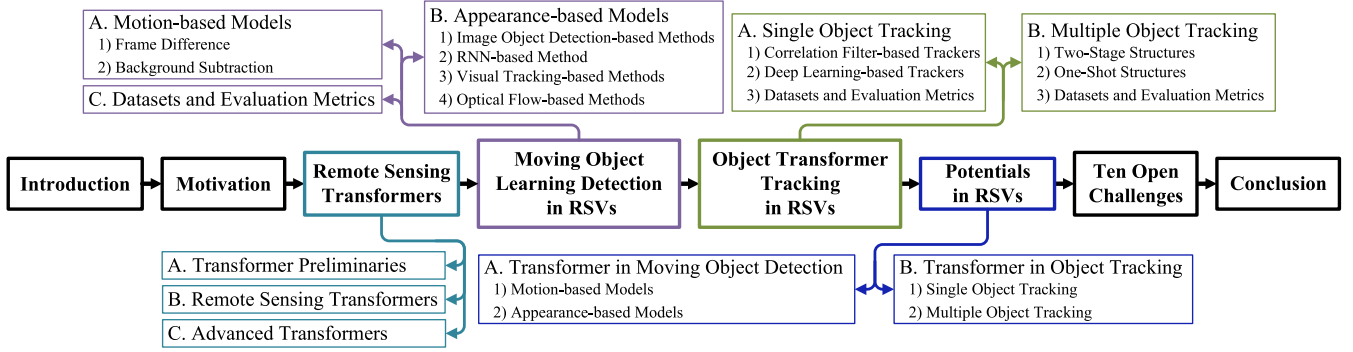 A. Motion-based Models
1) Frame Difference
2) Background Subtraction
C. Datasets and Evaluation Metrics
B. Appearance-based Models
1) Image Object Detection-based Methods
2) RNN-based Method
3) Visual Tracking-based Methods
4) Optical Flow-based Methods
A. Single Object Tracking
1) Correlation Filter-based Trackers
2) Deep Learning-based Trackers
3) Datasets and Evaluation Metrics
B. Multiple Object Tracking
1) Two-Stage Structures
2) One-Shot Structures
3) Datasets and Evaluation Metrics
Introduction
Motivation
Remote Sensing
Transformers
Moving Object
Learning Detection
in RSVs
Object Transformer
Tracking
in RSVs
Potentials
in RSVs
Ten Open
Challenges
Conclusion
A. Transformer Preliminaries
B. Remote Sensing Transformers
C. Advanced Transformers
A. Transformer in Moving Object Detection
1) Motion-based Models
2) Appearance-based Models
B. Transformer in Object Tracking
1) Single Object Tracking
2) Multiple Object Tracking